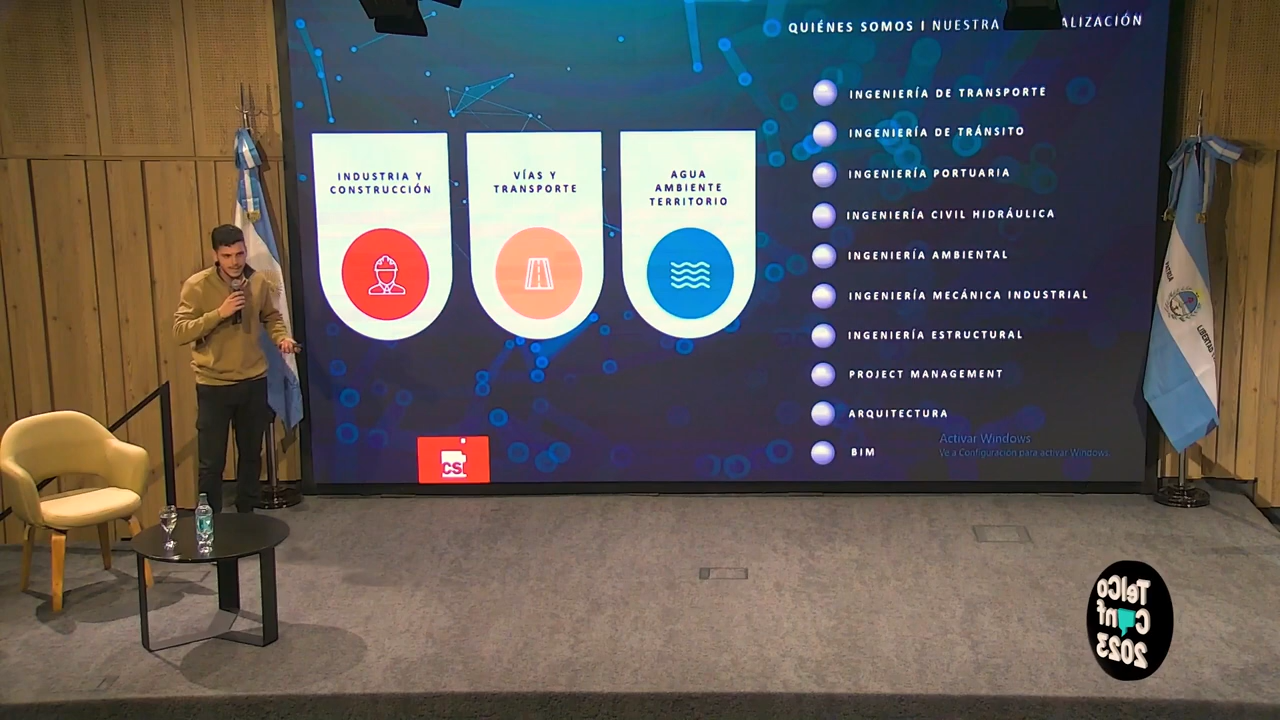 QUIÉNES SOMOS I NUESTRA
INDUSTRIA Y
CONSTRUCCIÓN
VÍAS Y
TRANSPORTE
AGUA
AMBIENTE
TERRITORIO
INGENIERÍA DE TRANSPORTE
INGENIERÍA DE TRÁNSITO
INGENIERÍA PORTUARIA
INGENIERÍA CIVIL HIDRÁULICA
INGENIERÍA AMBIENTAL
INGENIERÍA MECÁNICA INDUSTRIAL
INGENIERÍA ESTRUCTURAL
PROJECT MANAGEMENT
ARQUITECTURA
BIM
Activar Windows
Ve a Configuración para activar Windows.
CSI
PATRIA
LIBERTAD
TelCo
Conf
2023